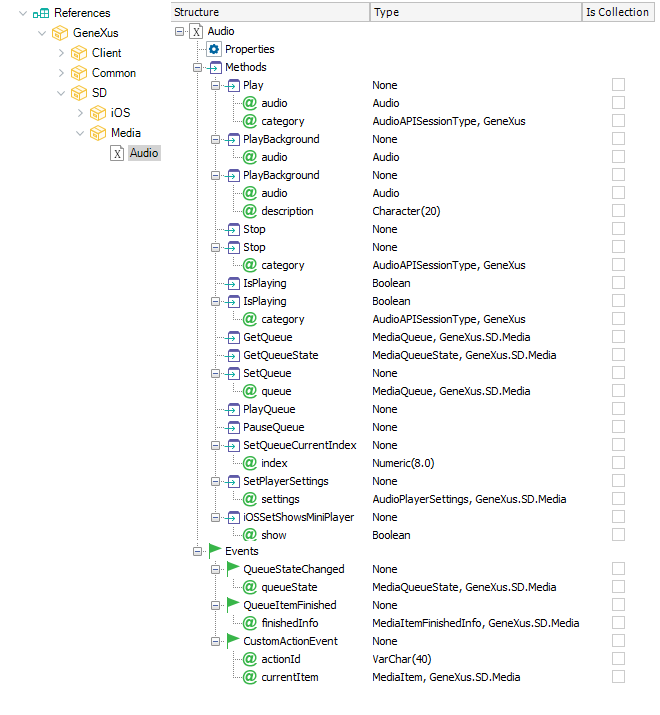 References
GeneXus
Client
Common
SD
iOS
Media
Audio
Structure Type Is Collection
Audio
Properties
Methods
Play None
audio Audio
category AudioAPISessionType, GeneXus
PlayBackground None
audio Audio
PlayBackground None
audio Audio
description Character(20)
Stop None
Stop None
category AudioAPISessionType, GeneXus
IsPlaying Boolean
IsPlaying Boolean
category AudioAPISessionType, GeneXus
GetQueue MediaQueue, GeneXus.SD.Media
GetQueueState MediaQueueState, GeneXus.SD.Media
SetQueue None
queue MediaQueue, GeneXus.SD.Media
PlayQueue None
PauseQueue None
SetQueueCurrentIndex None
index Numeric(8.0)
SetPlayerSettings None
settings AudioPlayerSettings, GeneXus.SD.Media
iOSSetShowsMiniPlayer None
show Boolean
Events
QueueStateChanged None
queueState MediaQueueState, GeneXus.SD.Media
QueueItemFinished None
finishedInfo MediaItemFinishedInfo, GeneXus.SD.Media
CustomActionEvent None
actionId VarChar(40)
currentItem MediaItem, GeneXus.SD.Media